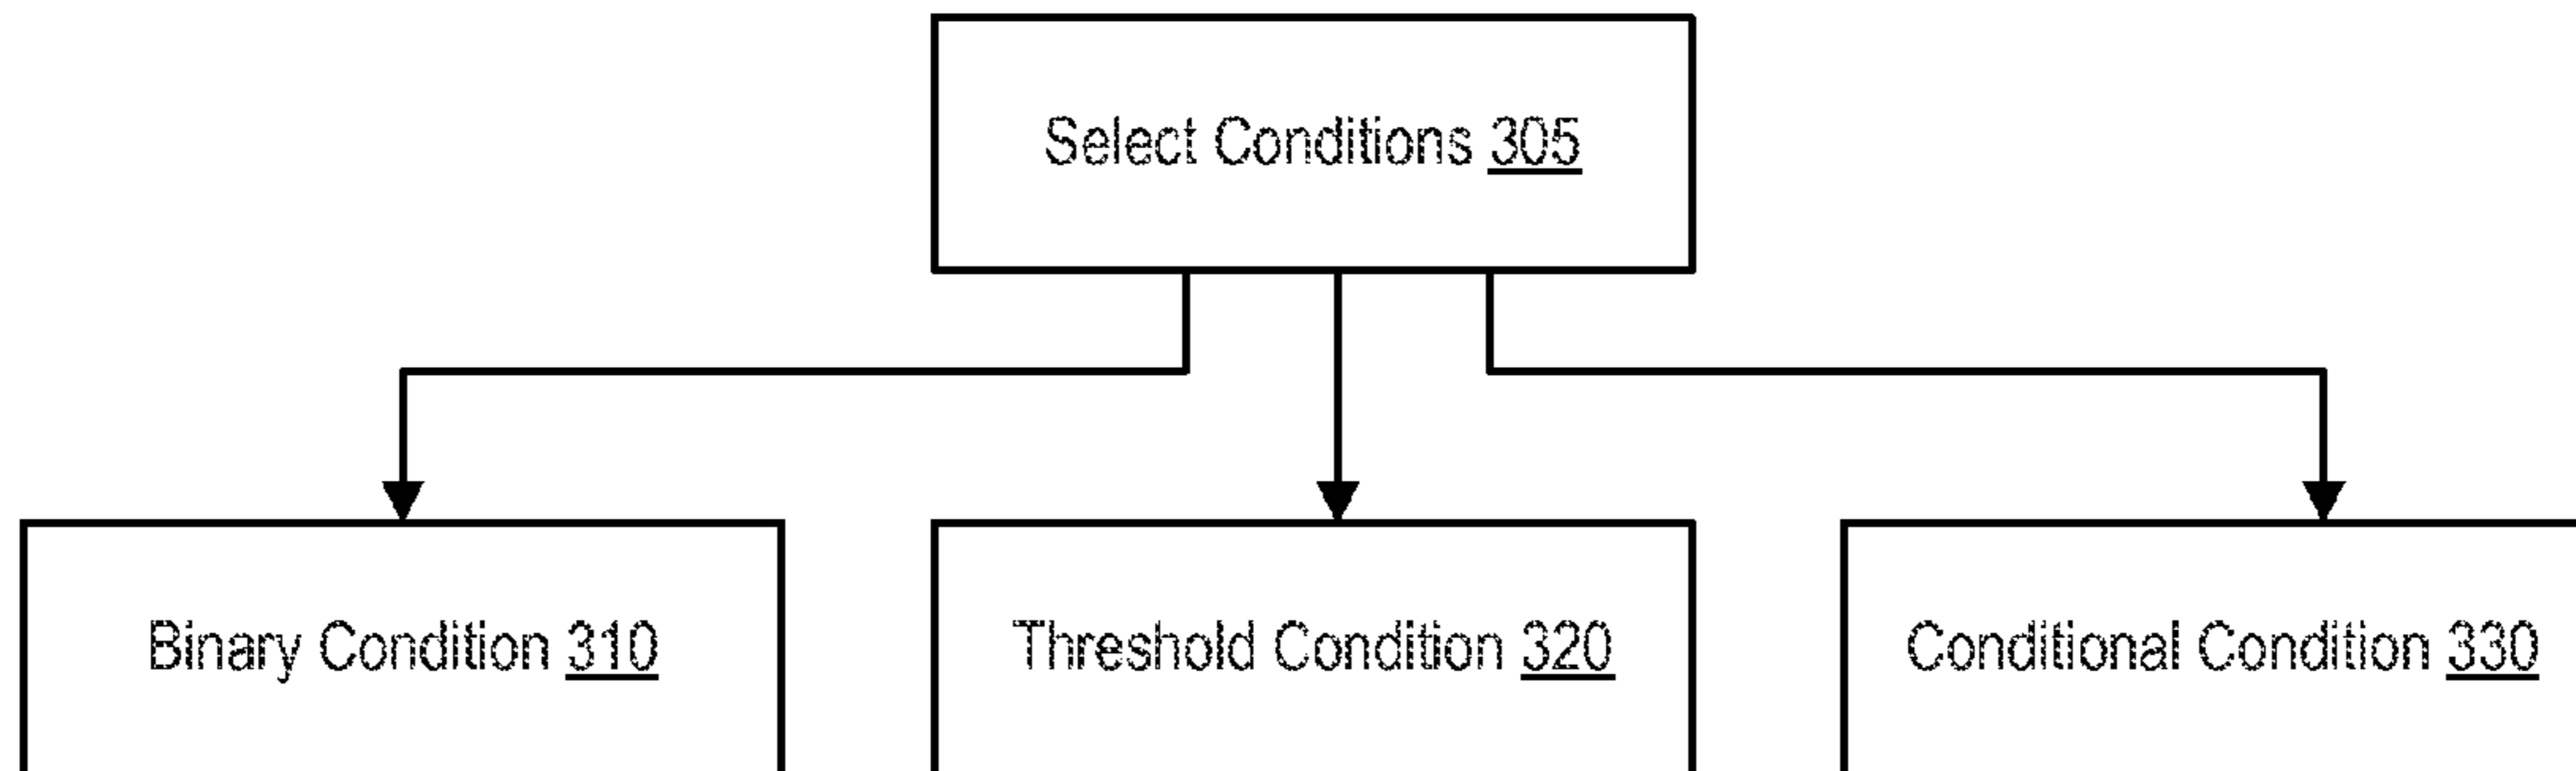 Select Conditions 305
Binary Condition 310
Threshold Condition 320
Conditional Condition 330